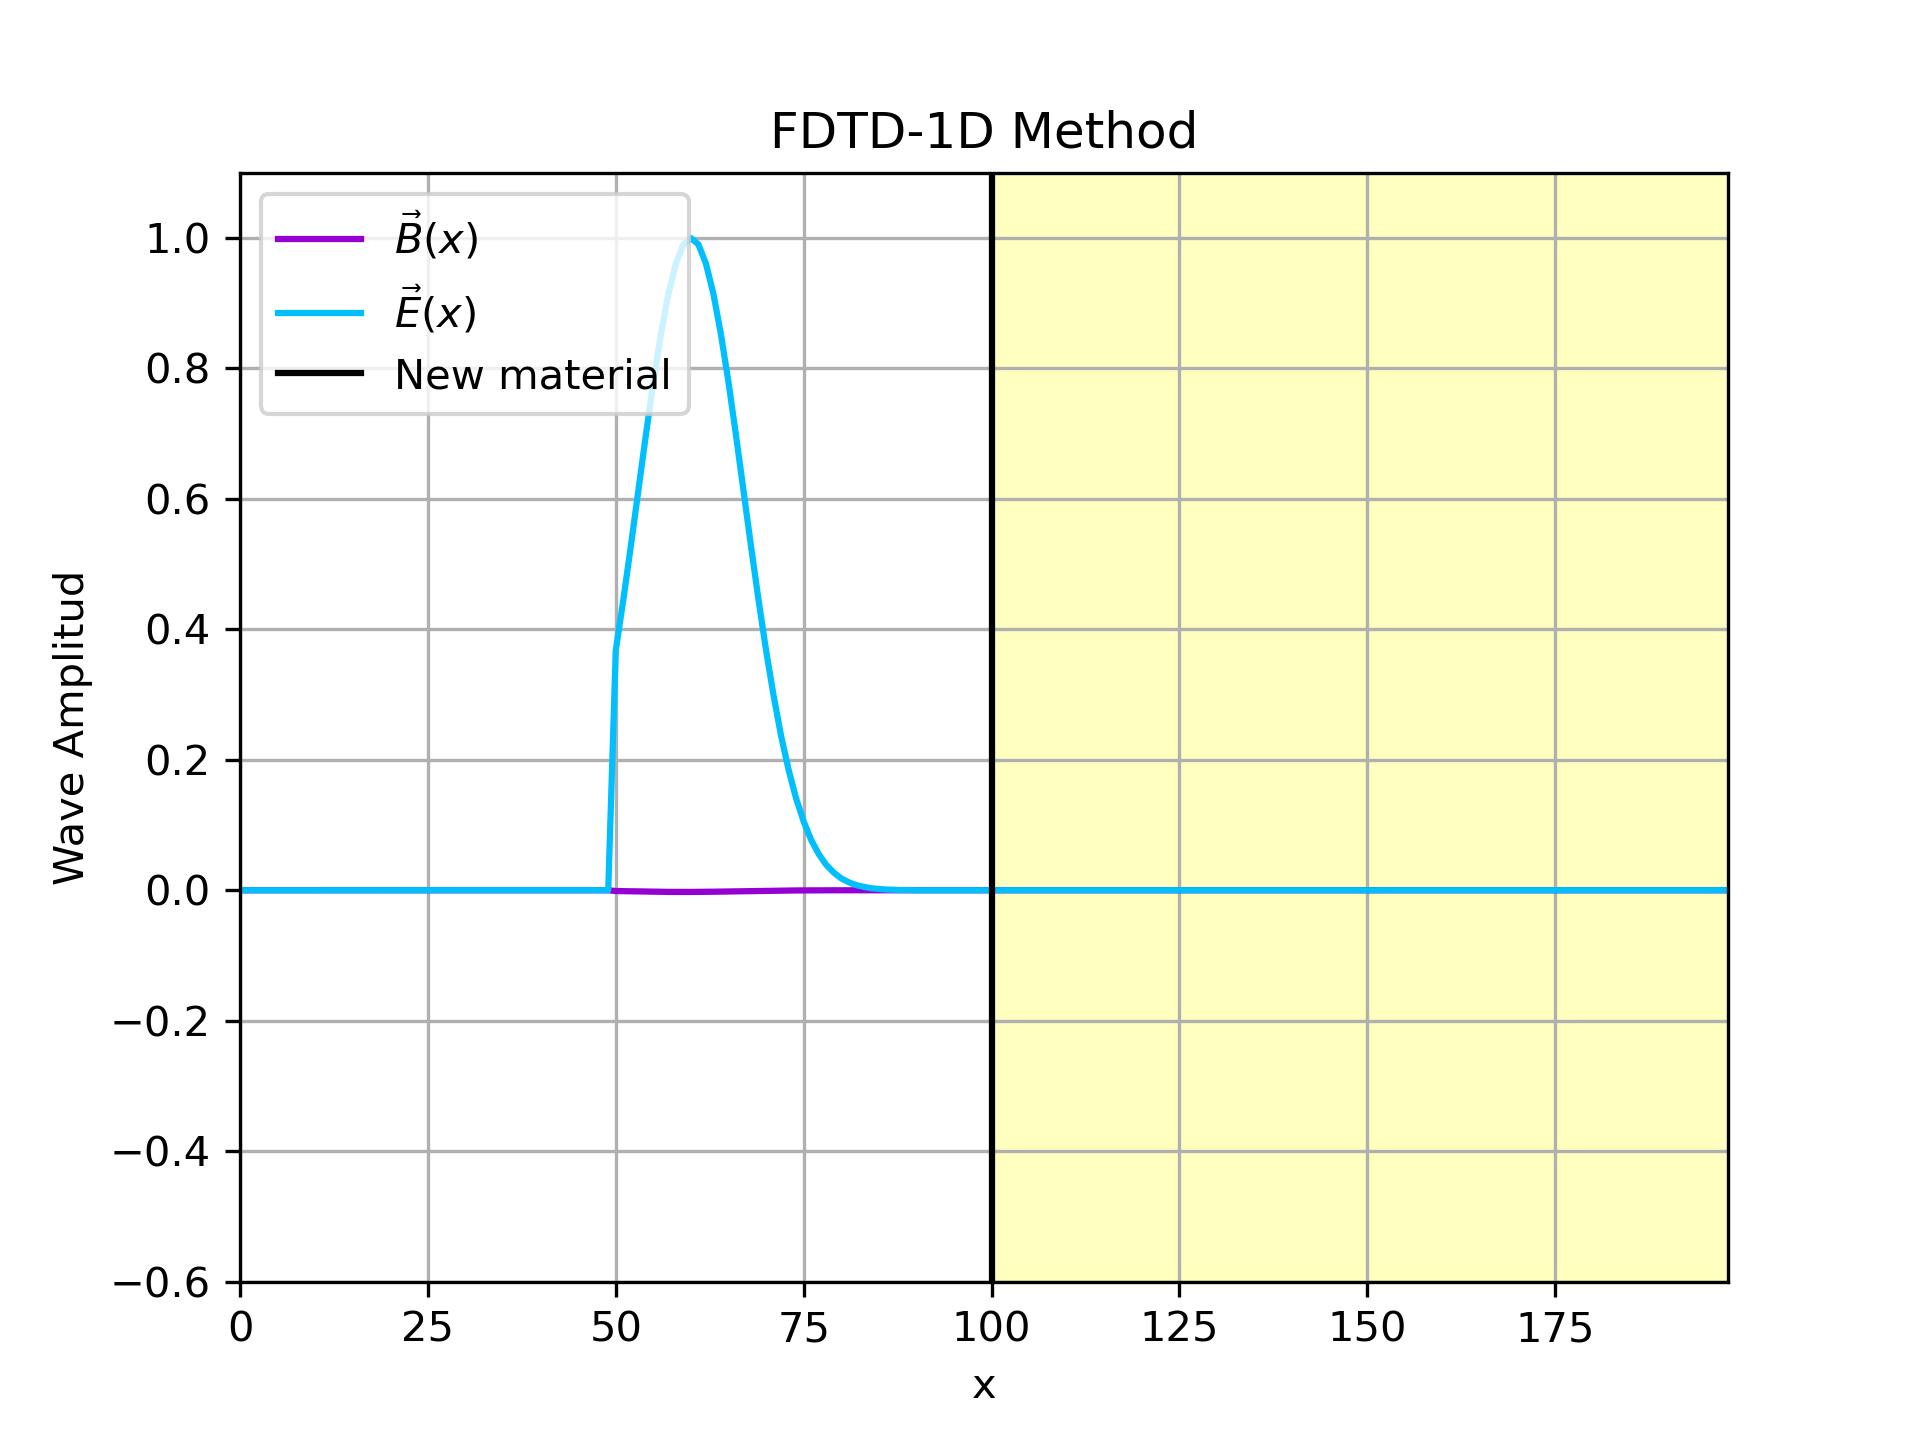 FDTD-1D Method
B⃗(x)
E⃗(x)
New material
Wave Amplitud
1.0
0.8
0.6
0.4
0.2
0.0
−0.2
−0.4
−0.6
0 25 50 75 100 125 150 175
x